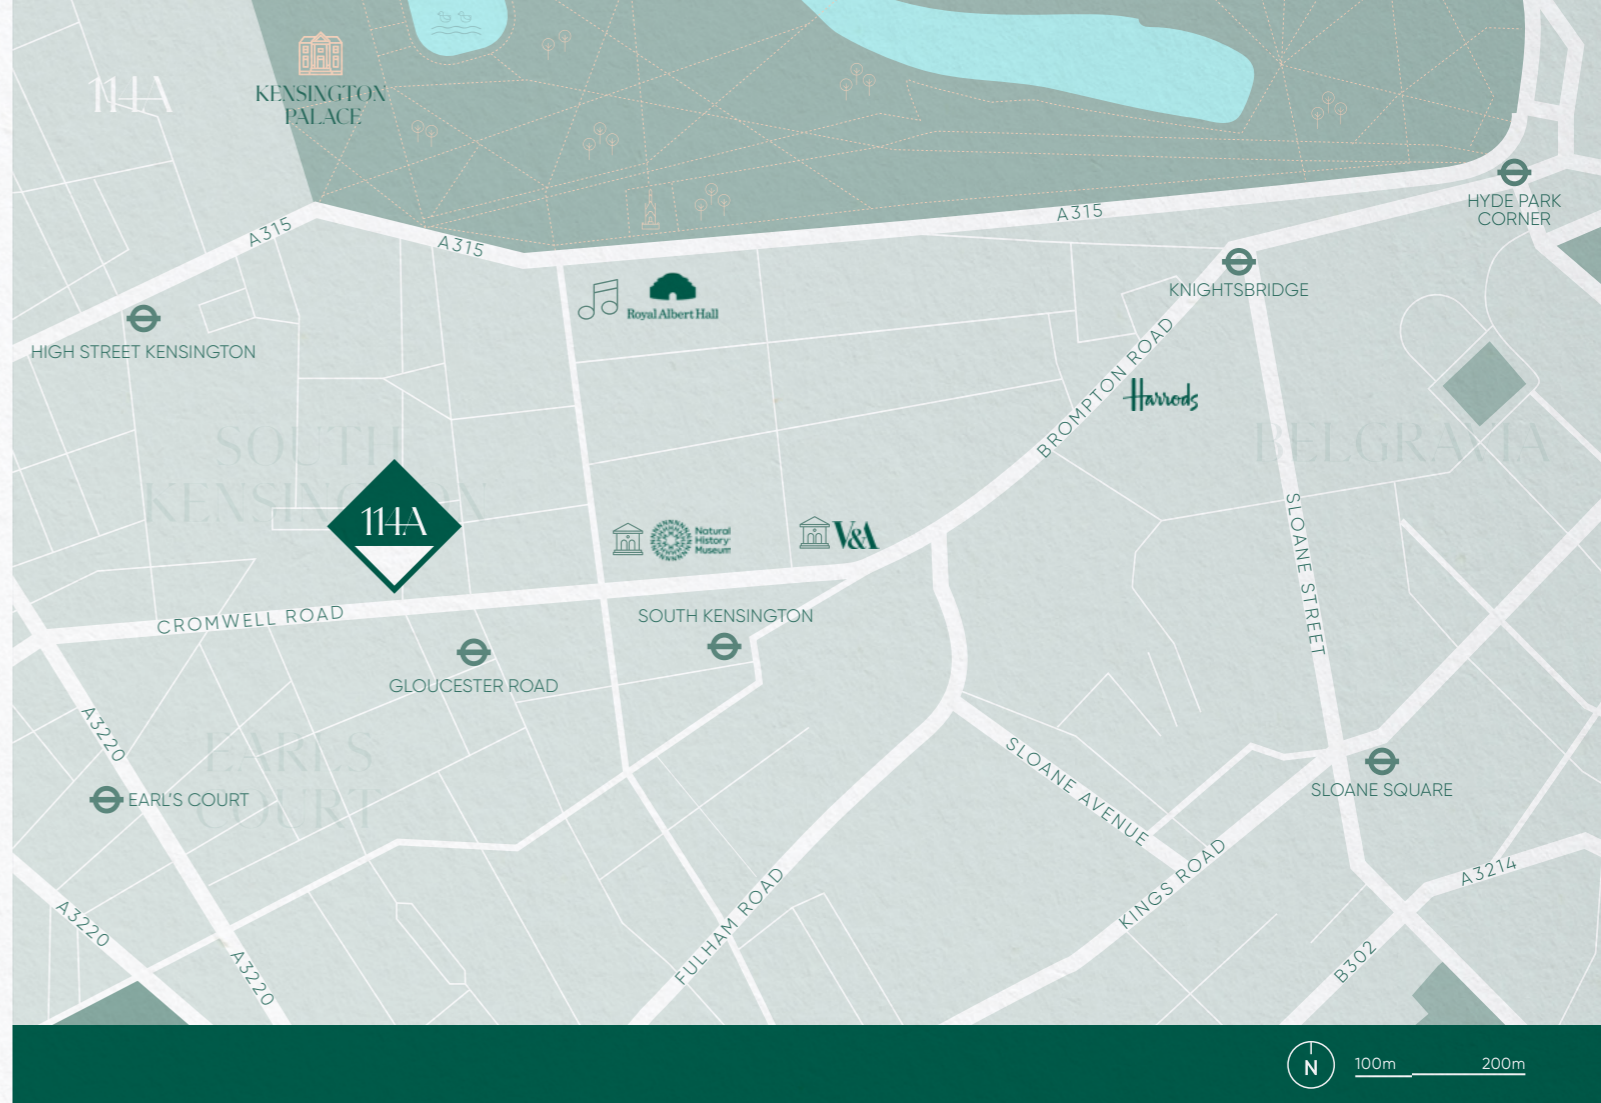 114A
KENSINGTON
PALACE
HYDE PARK
CORNER
A315
A315
A315
KNIGHTSBRIDGE
Royal Albert Hall
HIGH STREET KENSINGTON
BROMPTON ROAD
Harrods
SOUTH
KENSINGTON
BELGRAVIA
114A
Natural
History
Museum
V&A
SLOANE STREET
CROMWELL ROAD
SOUTH KENSINGTON
GLOUCESTER ROAD
A3220
EARLS
COURT
EARL'S COURT
SLOANE AVENUE
SLOANE SQUARE
KINGS ROAD
A3214
FULHAM ROAD
A3220
A3220
B302
N
100m
200m